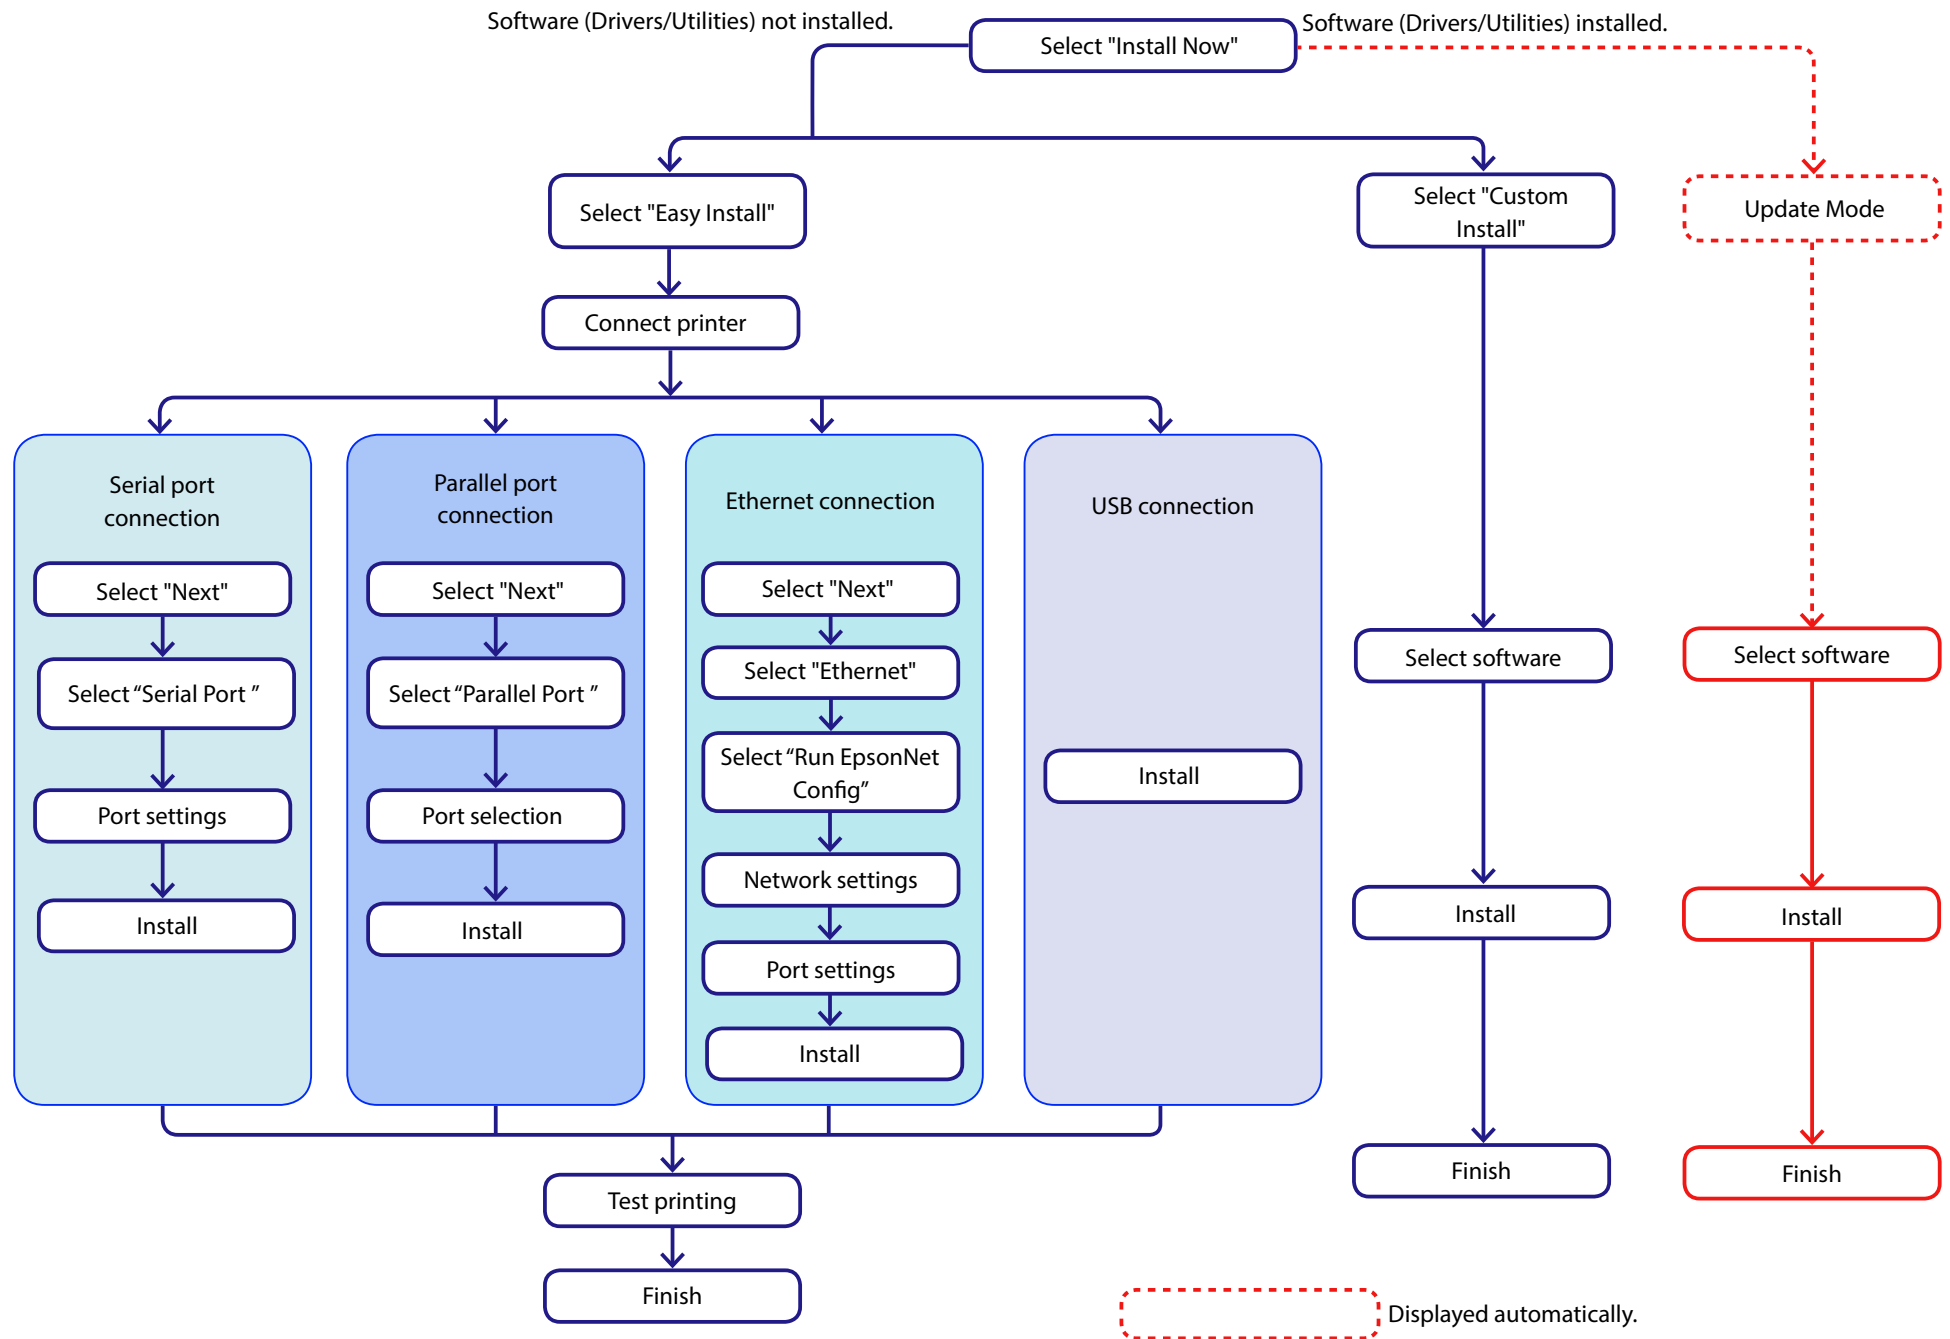 Software (Drivers/Utilities) not installed.
Select "Install Now"
Software (Drivers/Utilities) installed.
Select "Easy Install"
Select "Custom
Install"
Update Mode
Connect printer
Serial port
connection
Select "Next"
Select “Serial Port ”
Port settings
Install
Parallel port
connection
Select "Next"
Select “Parallel Port ”
Port selection
Install
Ethernet connection
Select "Next"
Select "Ethernet"
Select “Run EpsonNet
Config”
Network settings
Port settings
Install
USB connection
Install
Select software
Install
Finish
Select software
Install
Finish
Test printing
Finish
Displayed automatically.